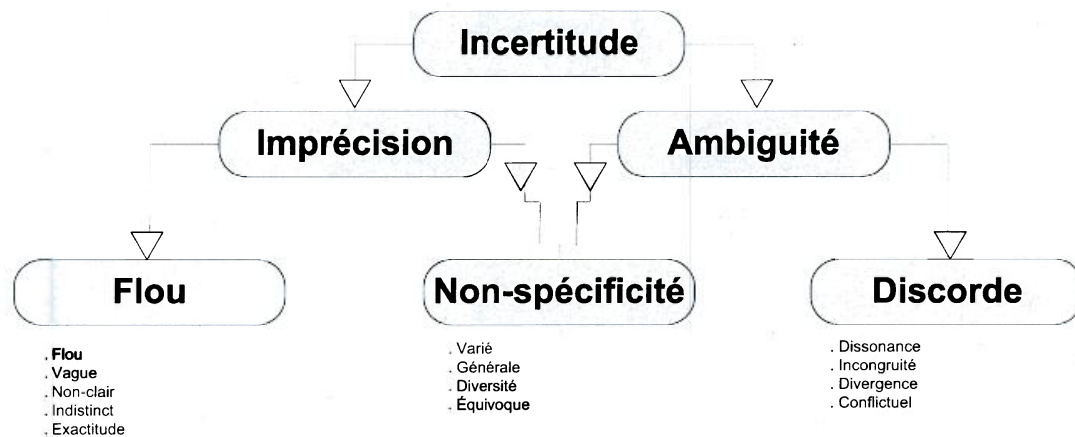 Incertitude
Imprécision
Ambiguité
Flou
Non-spécificité
Discorde
. Flou
. Vague
. Non-clair
. Indistinct
. Exactitude
. Varié
. Générale
. Diversité
. Équivoque
. Dissonance
. Incongruité
. Divergence
. Conflictuel